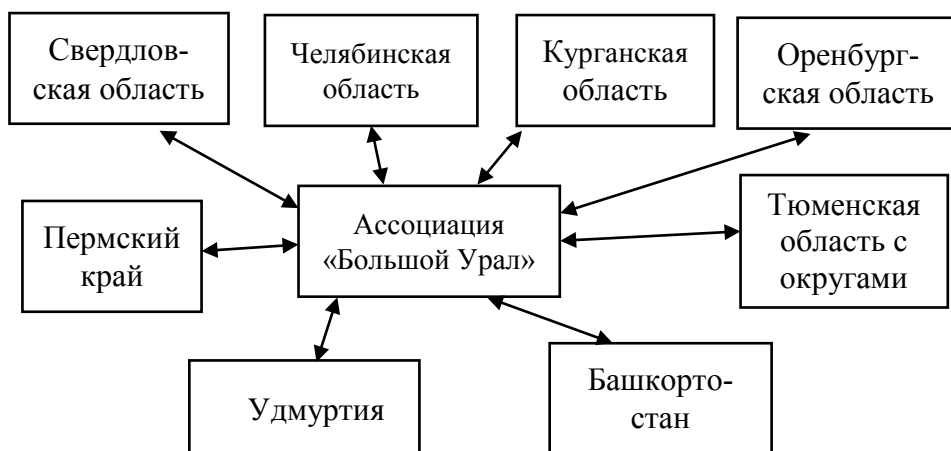 Свердлов-
ская область
Челябинская
область
Курганская
область
Оренбург-
ская область
Пермский
край
Ассоциация
«Большой Урал»
Тюменская
область с
округами
Удмуртия
Башкорто-
стан